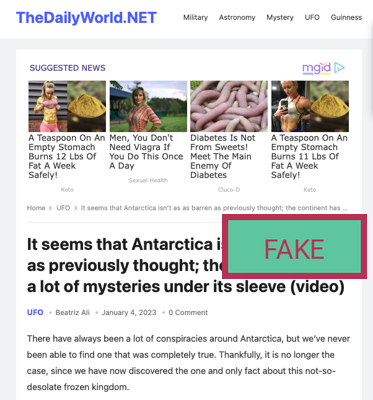 TheDailyWorld.NET
Military Astronomy Mystery UFO Guinness
SUGGESTED NEWS
mgid
A Teaspoon On An
Empty Stomach
Burns 12 Lbs Of
Fat A Week
Safely!
Keto
Men, You Don't
Need Viagra If
You Do This Once
A Day
Sexual Health
Diabetes Is Not
From Sweets!
Meet The Main
Enemy Of
Diabetes
Gluco-D
A Teaspoon On An
Empty Stomach
Burns 11 Lbs Of
Fat A Week
Safely!
Keto
Home > UFO > It seems that Antarctica isn't as as barren as previously thought; the continent has ...
It seems that Antarctica
as previously thought; the
a lot of mysteries under its sleeve (video)
FAKE
UFO • Beatriz Ali • January 4, 2023 • 0 Comment
There have always been a lot of conspiracies around Antarctica, but we've never
been able to find one that was completely true. Thankfully, it is no longer the
case, since we have now discovered the one and only fact about this not-so-
desolate frozen kingdom.